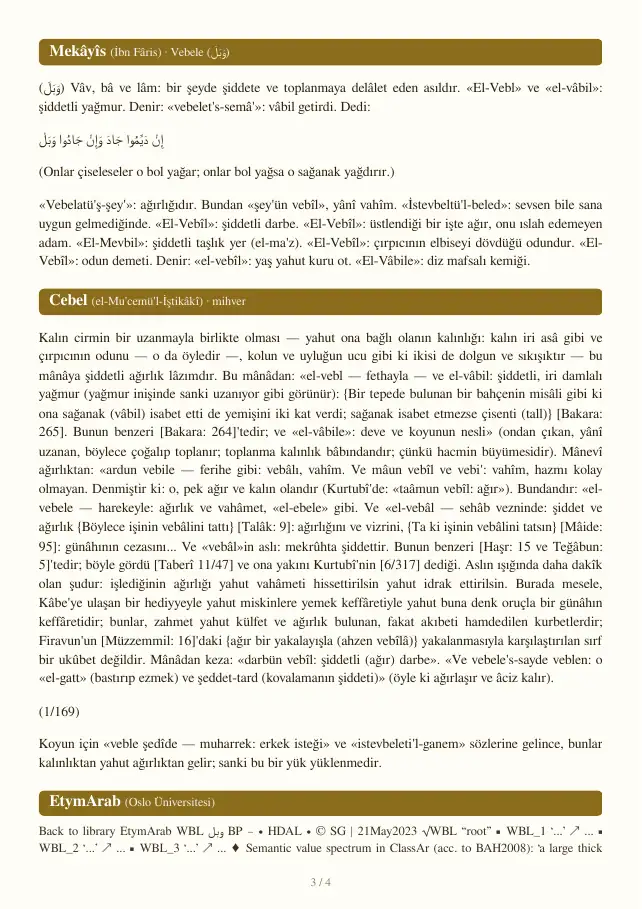 Mekâyîs (İbn Fâris) · Vebele (وَبَلَ)
(وَبَلَ) Vâv, bâ ve lâm: bir şeyde şiddete ve toplanmaya delâlet eden asıldır. «El-Vebl» ve «el-vâbil»:
şiddetli yağmur. Denir: «vebelet's-semâ'»: vâbil getirdi. Dedi:
إِنْ دَيَّمُوا جَادَ وَإِنْ جَادُوا وَبَلْ
(Onlar çiseleseler o bol yağar; onlar bol yağsa o sağanak yağdırır.)
«Vebelatü'ş-şey'»: ağırlığıdır. Bundan «şey'ün vebîl», yânî vahîm. «İstevbeltü'l-beled»: sevsen bile sana
uygun gelmediğinde. «El-Vebîl»: şiddetli darbe. «El-Vebîl»: üstlendiği bir işte ağır, onu ıslah edemeyen
adam. «El-Mevbil»: şiddetli taşlık yer (el-ma'z). «El-Vebîl»: çırpıcının elbiseyi dövdüğü odundur. «El-
Vebîl»: odun demeti. Denir: «el-vebîl»: yaş yahut kuru ot. «El-Vâbile»: diz mafsalı kemiği.
Cebel (el-Mu'cemü'l-İştikâkî) · mihver
Kalın cirmin bir uzanmayla birlikte olması — yahut ona bağlı olanın kalınlığı: kalın iri asâ gibi ve
çırpıcının odunu — o da öyledir —, kolun ve uyluğun ucu gibi ki ikisi de dolgun ve sıkışıktır — bu
mânâya şiddetli ağırlık lâzımdır. Bu mânâdan: «el-vebl — fethayla — ve el-vâbil: şiddetli, iri damlalı
yağmur (yağmur inişinde sanki uzanıyor gibi görünür): {Bir tepede bulunan bir bahçenin misâli gibi ki
ona sağanak (vâbil) isabet etti de yemişini iki kat verdi; sağanak isabet etmezse çisenti (tall)} [Bakara:
265]. Bunun benzeri [Bakara: 264]'tedir; ve «el-vâbile»: deve ve koyunun nesli» (ondan çıkan, yânî
uzanan, böylece çoğalıp toplanır; toplanma kalınlık bâbındandır; çünkü hacmin büyümesidir). Mânevî
ağırlıktan: «ardun vebile — ferihe gibi: vebâlı, vahîm. Ve mâun vebîl ve vebi': vahîm, hazmı kolay
olmayan. Denmiştir ki: o, pek ağır ve kalın olandır (Kurtubî'de: «taâmun vebîl: ağır»). Bundandır: «el-
vebele — harekeyle: ağırlık ve vahâmet, «el-ebele» gibi. Ve «el-vebâl — sehâb vezninde: şiddet ve
ağırlık {Böylece işinin vebâlini tattı} [Talâk: 9]: ağırlığını ve vizrini, {Ta ki işinin vebâlini tatsın} [Mâide:
95]: günâhının cezasını... Ve «vebâl»in aslı: mekrûhta şiddettir. Bunun benzeri [Haşr: 15 ve Teğâbun:
5]'tedir; böyle gördü [Taberî 11/47] ve ona yakını Kurtubî'nin [6/317] dediği. Aslın ışığında daha dakîk
olan şudur: işlediğinin ağırlığı yahut vahâmeti hissettirilsin yahut idrak ettirilsin. Burada mesele,
Kâbe'ye ulaşan bir hediyyeyle yahut miskinlere yemek keffâretiyle yahut buna denk oruçla bir günâhın
keffâretidir; bunlar, zahmet yahut külfet ve ağırlık bulunan, fakat akıbeti hamdedilen kurbetlerdir;
Firavun'un [Müzzemmil: 16]'daki {ağır bir yakalayışla (ahzen vebîlâ)} yakalanmasıyla karşılaştırılan sırf
bir ukûbet değildir. Mânâdan keza: «darbün vebîl: şiddetli (ağır) darbe». «Ve vebele's-sayde veblen: o
«el-gatt» (bastırıp ezmek) ve şeddet-tard (kovalamanın şiddeti)» (öyle ki ağırlaşır ve âciz kalır).
(1/169)
Koyun için «veble şedîde — muharrek: erkek isteği» ve «istevbeleti'l-ganem» sözlerine gelince, bunlar
kalınlıktan yahut ağırlıktan gelir; sanki bu bir yük yüklenmedir.
EtymArab (Oslo Üniversitesi)
Back to library EtymArab WBL وبل BP – • HDAL • © SG | 21May2023 √WBL “root” ▪ WBL_1 ‘...’ ↗ ... ▪
WBL_2 ‘...’ ↗ ... ▪ WBL_3 ‘...’ ↗ ... ♦ Semantic value spectrum in ClassAr (acc. to BAH2008): ‘a large thick
3 / 4